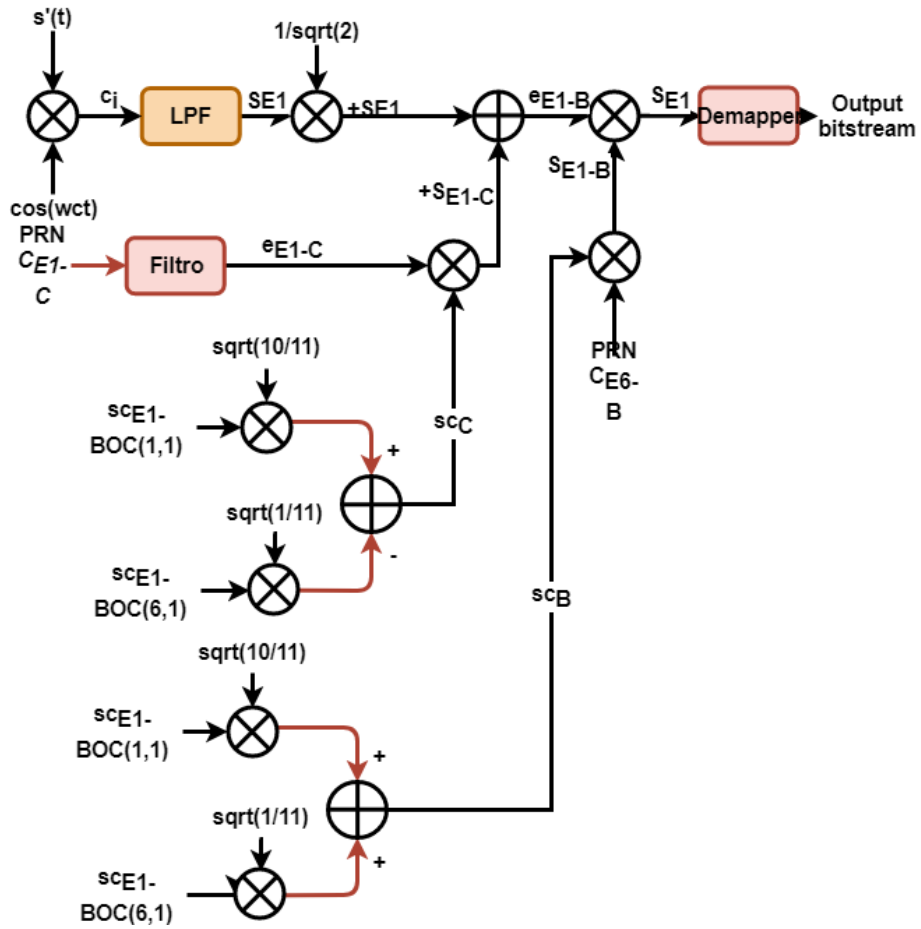 s'(t)
1/sqrt(2)
ci
LPF
SE1
+SE1
eE1-B
SE1
Demapper
Output
bitstream
SE1-B
+SE1-C
cos(wct)
PRN
CE1-
C
Filtro
eE1-C
PRN
CE6-
B
sqrt(10/11)
scE1-
BOC(1,1)
+
scC
sqrt(1/11)
-
scE1-
BOC(6,1)
scB
sqrt(10/11)
scE1-
BOC(1,1)
+
sqrt(1/11)
+
scE1-
BOC(6,1)